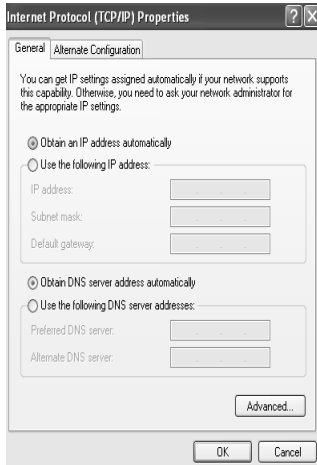 Internet Protocol (TCP/IP) Properties
General Alternate Configuration
You can get IP settings assigned automatically if your network supports
this capability. Otherwise, you need to ask your network administrator for
the appropriate IP settings.
Obtain an IP address automatically
Use the following IP address:
IP address:
Subnet mask:
Default gateway:
Obtain DNS server address automatically
Use the following DNS server addresses:
Preferred DNS server:
Alternate DNS server:
Advanced...
OK Cancel